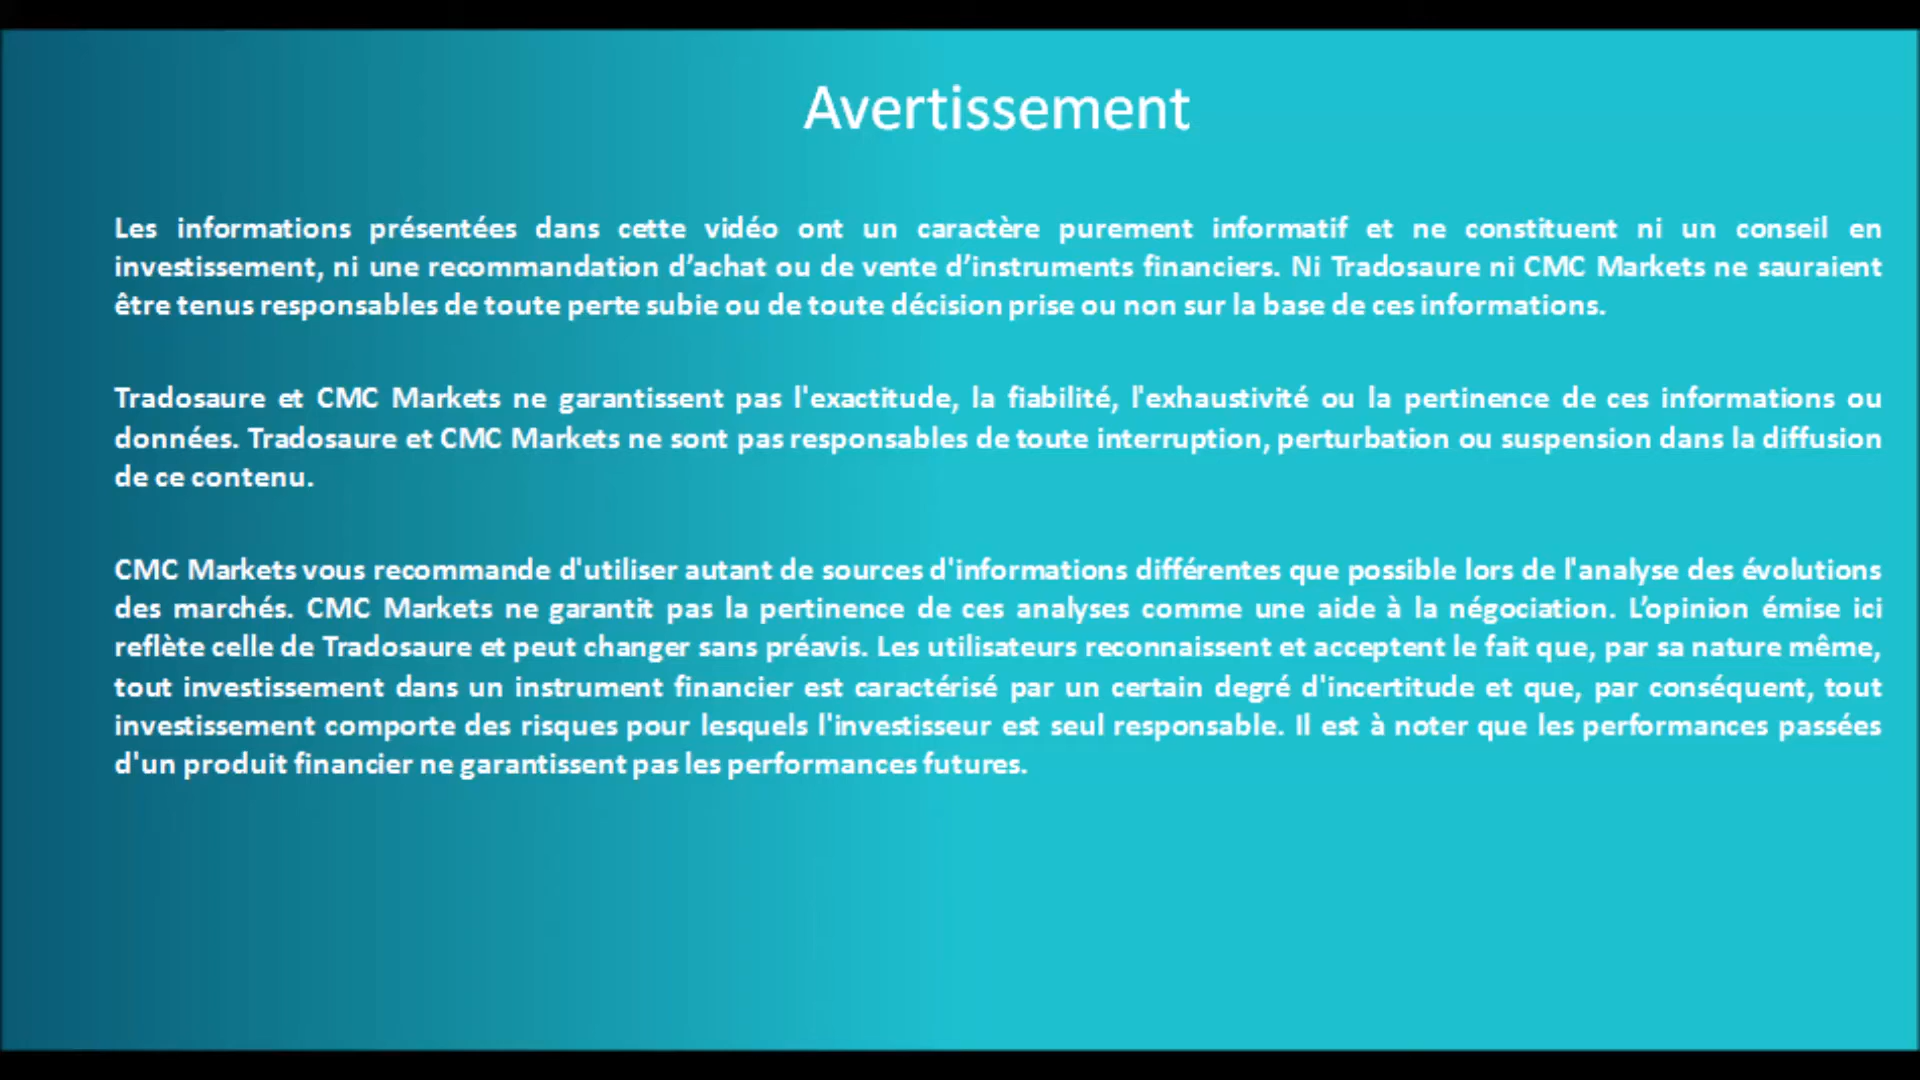 Avertissement
Les informations présentées dans cette vidéo ont un caractère purement informatif et ne constituent ni un conseil en
investissement, ni une recommandation d’achat ou de vente d’instruments financiers. Ni Tradosaure ni CMC Markets ne sauraient
être tenus responsables de toute perte subie ou de toute décision prise ou non sur la base de ces informations.
Tradosaure et CMC Markets ne garantissent pas l'exactitude, la fiabilité, l'exhaustivité ou la pertinence de ces informations ou
données. Tradosaure et CMC Markets ne sont pas responsables de toute interruption, perturbation ou suspension dans la diffusion
de ce contenu.
CMC Markets vous recommande d'utiliser autant de sources d'informations différentes que possible lors de l'analyse des évolutions
des marchés. CMC Markets ne garantit pas la pertinence de ces analyses comme une aide à la négociation. L’opinion émise ici
reflète celle de Tradosaure et peut changer sans préavis. Les utilisateurs reconnaissent et acceptent le fait que, par sa nature même,
tout investissement dans un instrument financier est caractérisé par un certain degré d'incertitude et que, par conséquent, tout
investissement comporte des risques pour lesquels l'investisseur est seul responsable. Il est à noter que les performances passées
d'un produit financier ne garantissent pas les performances futures.